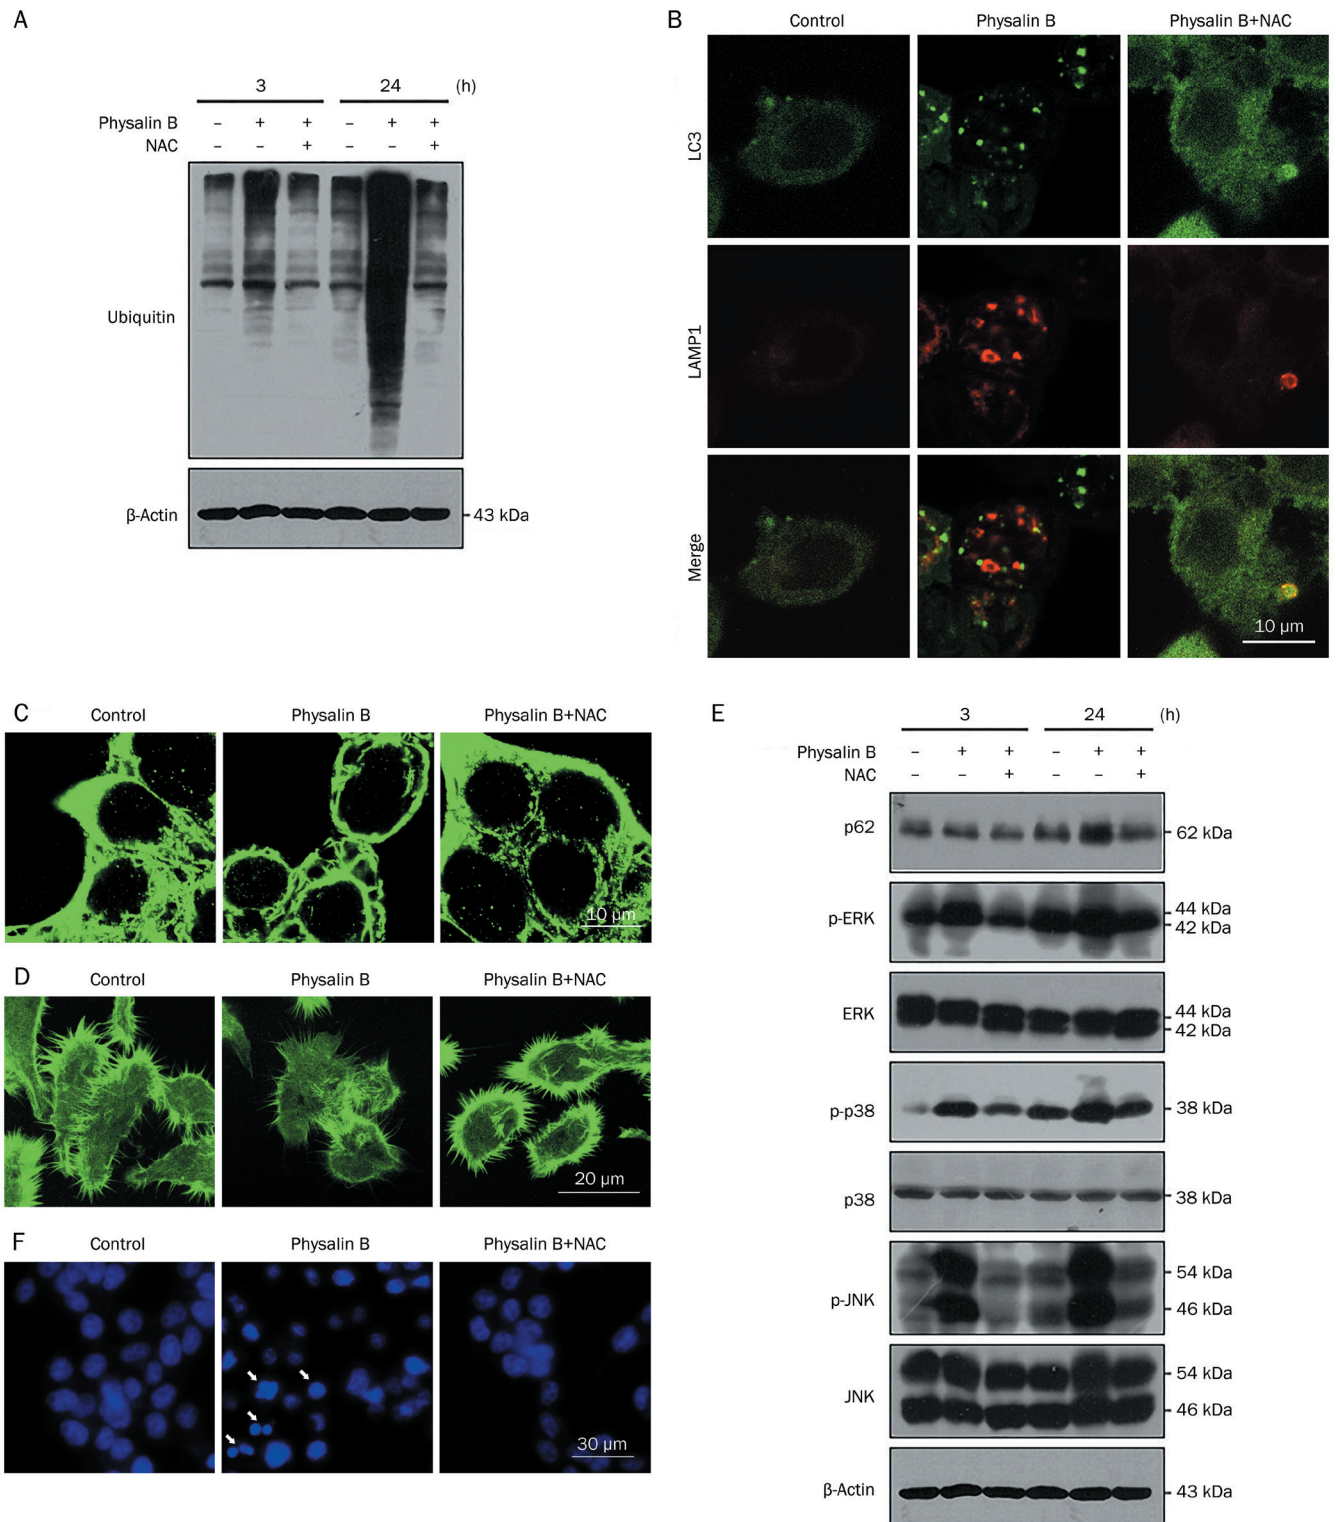 A
3 24 (h)
Physalin B – + + – + +
NAC – – + – – +
Ubiquitin
β-Actin 43 kDa
B
Control Physalin B Physalin B+NAC
LC3
LAMP1
Merge
10 µm
C
Control Physalin B Physalin B+NAC
10 µm
D
Control Physalin B Physalin B+NAC
20 µm
E
3 24 (h)
Physalin B – + + – + +
NAC – – + – – +
p62 62 kDa
p-ERK 44 kDa
42 kDa
ERK 44 kDa
42 kDa
p-p38 38 kDa
p38 38 kDa
p-JNK 54 kDa
46 kDa
JNK 54 kDa
46 kDa
β-Actin 43 kDa
F
Control Physalin B Physalin B+NAC
30 µm